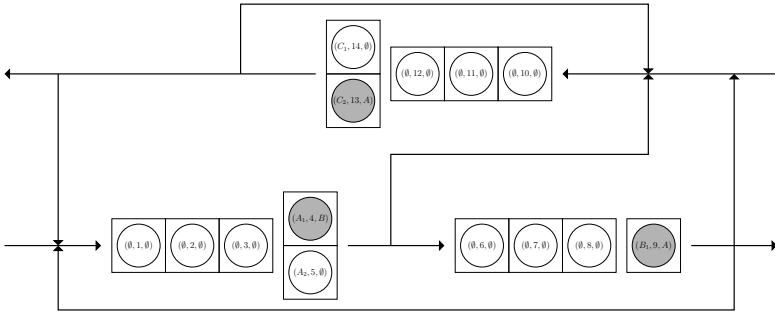 (C₁, 14, ∅)
(∅, 12, ∅) (∅, 11, ∅) (∅, 10, ∅)
(C₂, 13, A)
(A₁, 4, B)
(∅, 1, ∅) (∅, 2, ∅) (∅, 3, ∅) (∅, 6, ∅) (∅, 7, ∅) (∅, 8, ∅) (B₁, 9, A)
(A₂, 5, ∅)